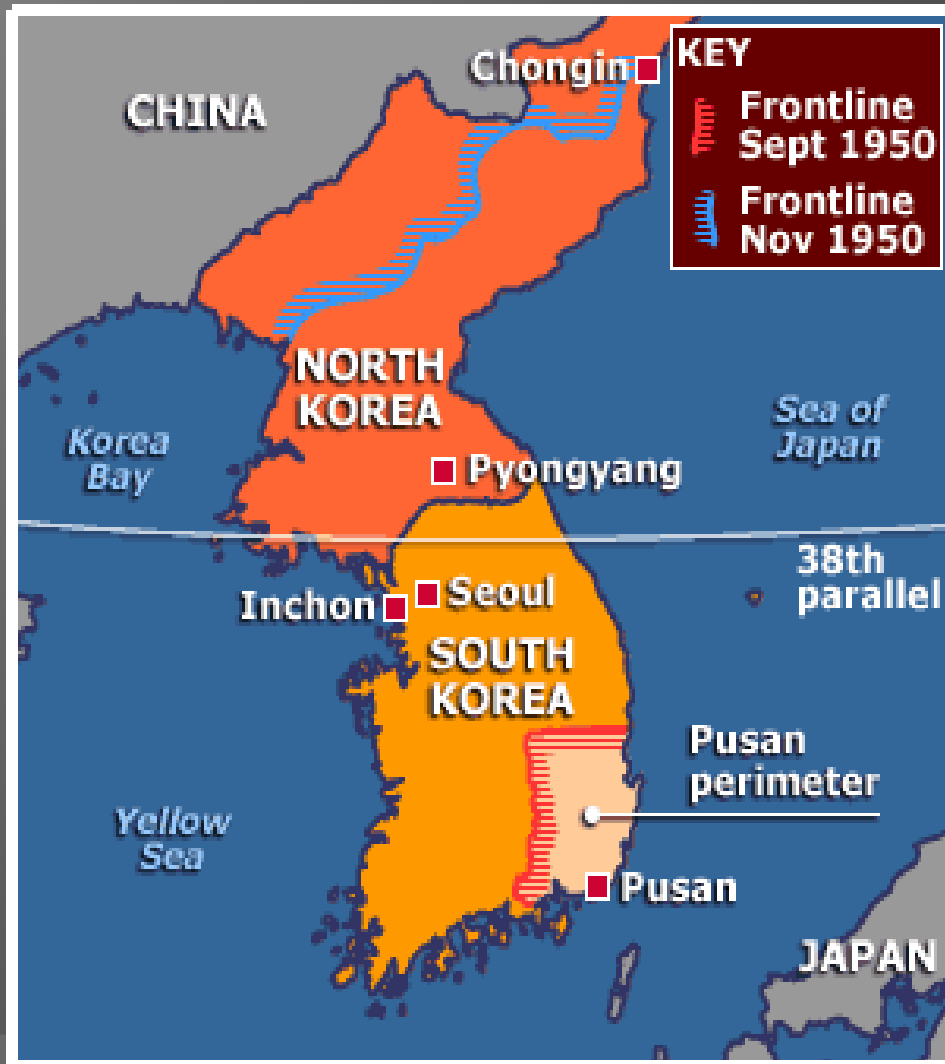 Chongin
KEY
CHINA
Frontline
Sept 1950
Frontline
Nov 1950
NORTH
KOREA
Sea of
Japan
Korea
Bay
Pyongyang
38th
parallel
Inchon
Seoul
SOUTH
KOREA
Pusan
perimeter
Yellow
Sea
Pusan
JAPAN